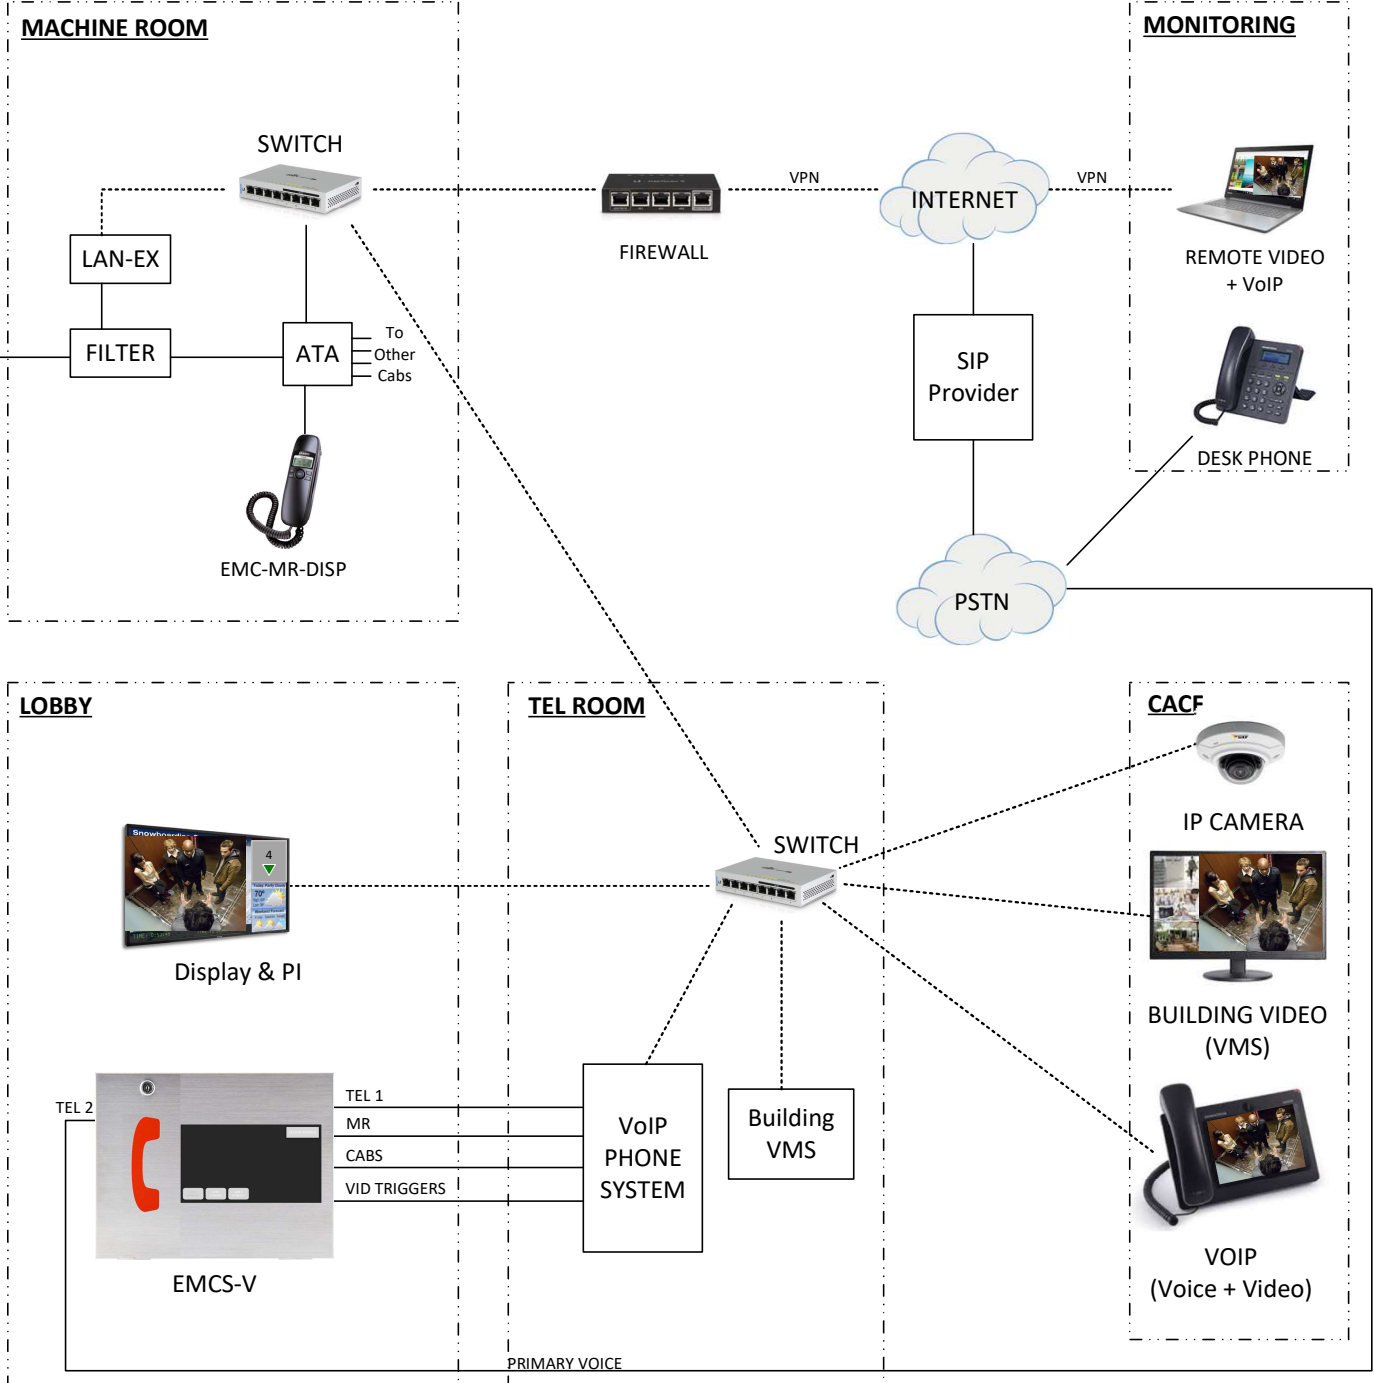 MACHINE ROOM
MONITORING
SWITCH
VPN
INTERNET
VPN
LAN-EX
FIREWALL
REMOTE VIDEO
+ VoIP
FILTER
ATA
To
Other
Cabs
SIP
Provider
DESK PHONE
EMC-MR-DISP
PSTN
LOBBY
TEL ROOM
CACF
IP CAMERA
SWITCH
Snowboarding
4
70°
Display & PI
BUILDING VIDEO
(VMS)
TEL 2
TEL 1
MR
CABS
VID TRIGGERS
VoIP
PHONE
SYSTEM
Building
VMS
EMCS-V
VOIP
(Voice + Video)
PRIMARY VOICE